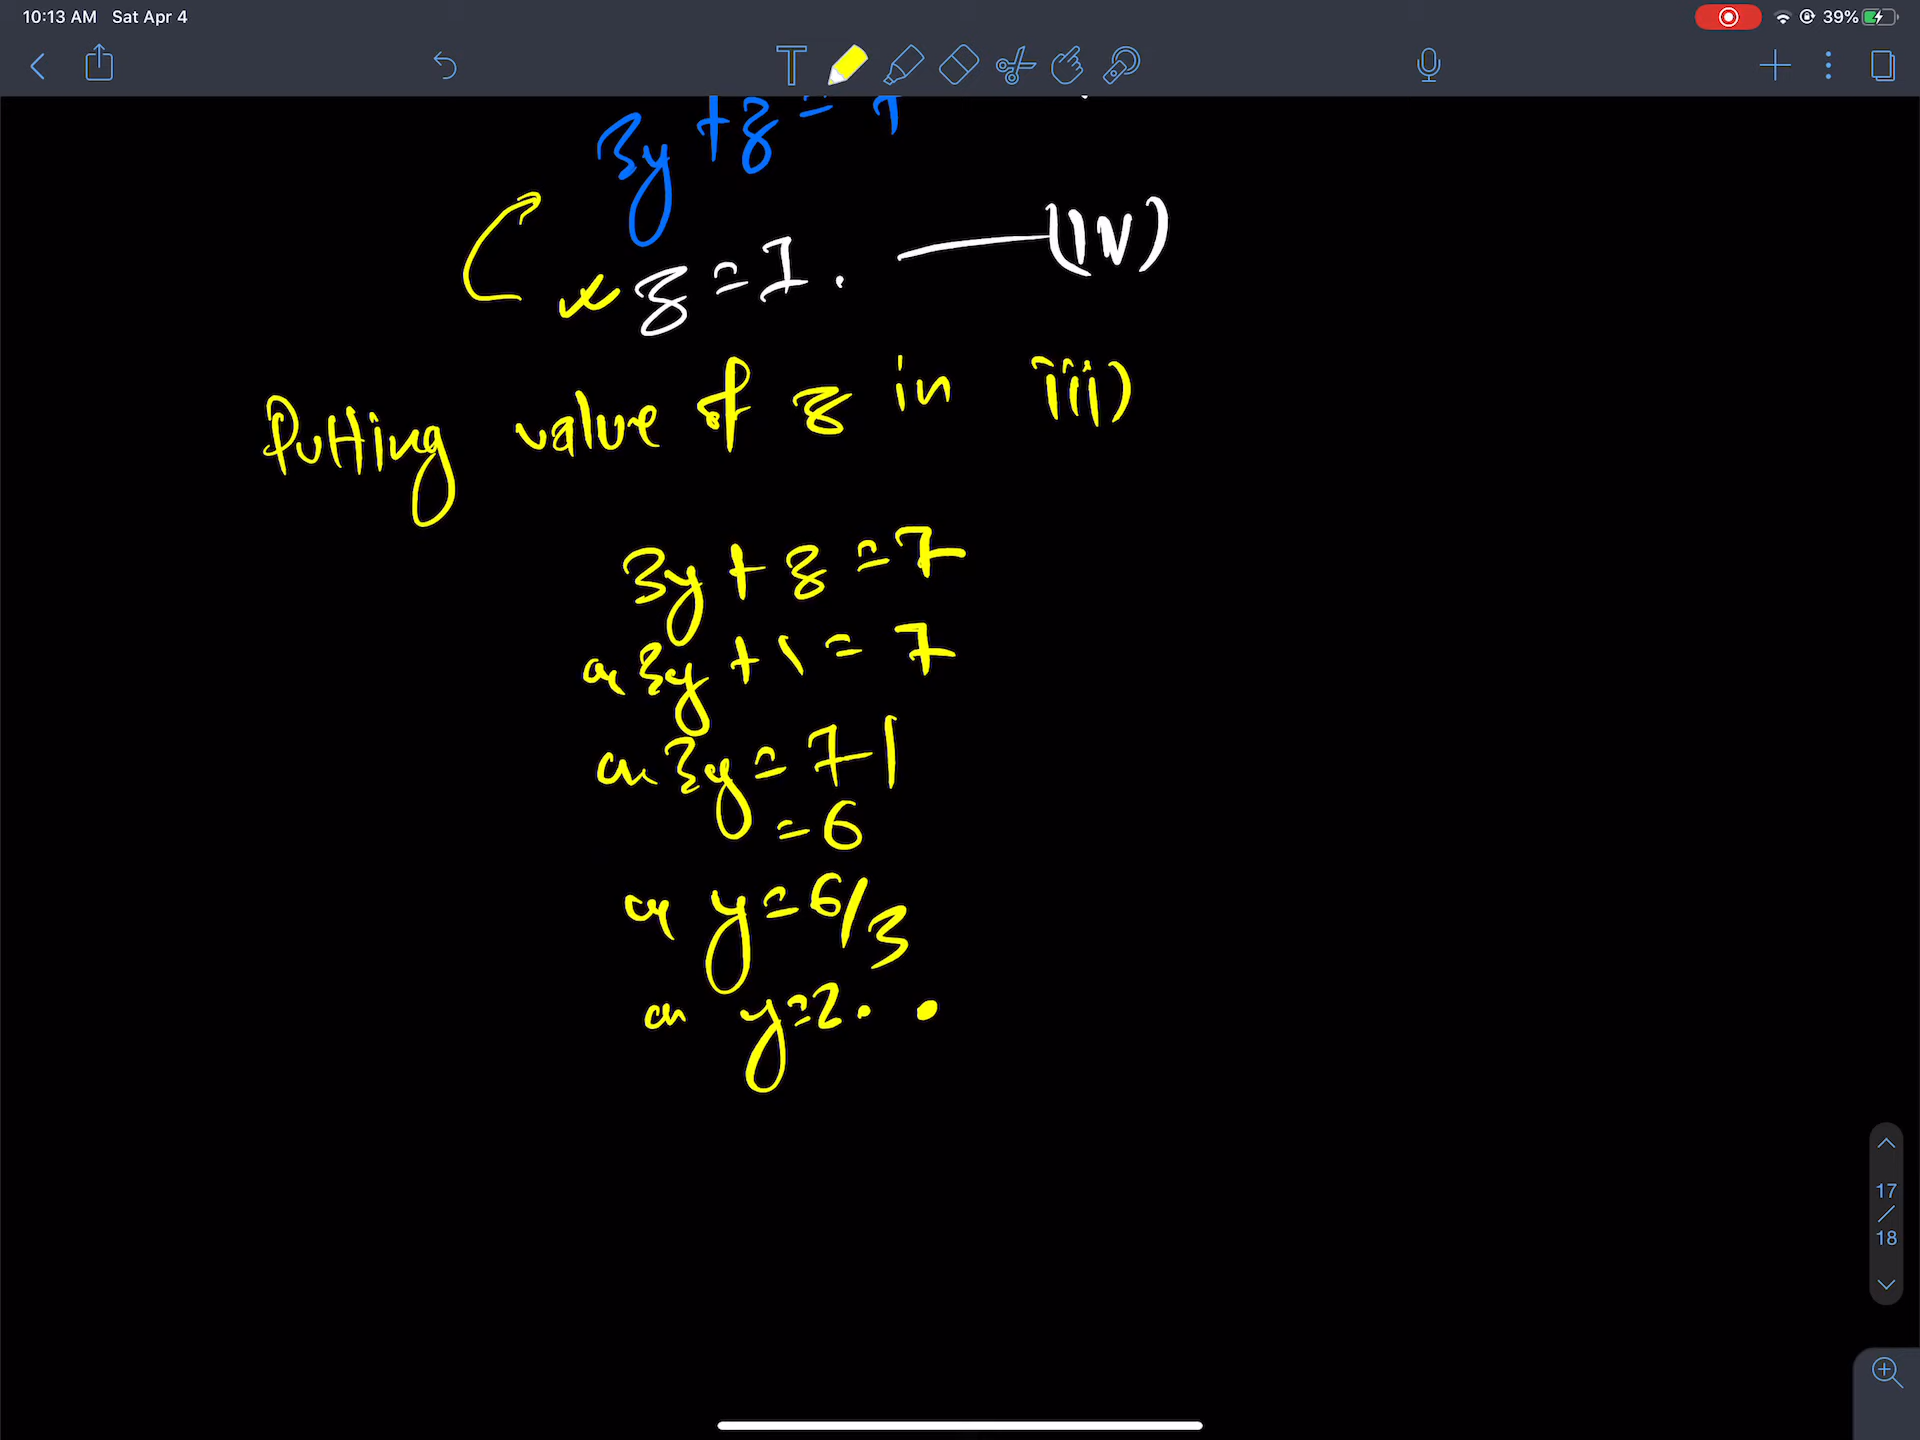 10:13 AM Sat Apr 4
39%
T
3y + z = 7
z = 1. (IV)
Putting value of z in iii)
3y + z = 7
or 3y + 1 = 7
or 3y = 7 1
= 6
or y = 6/3
or y = 2.
17
/
18